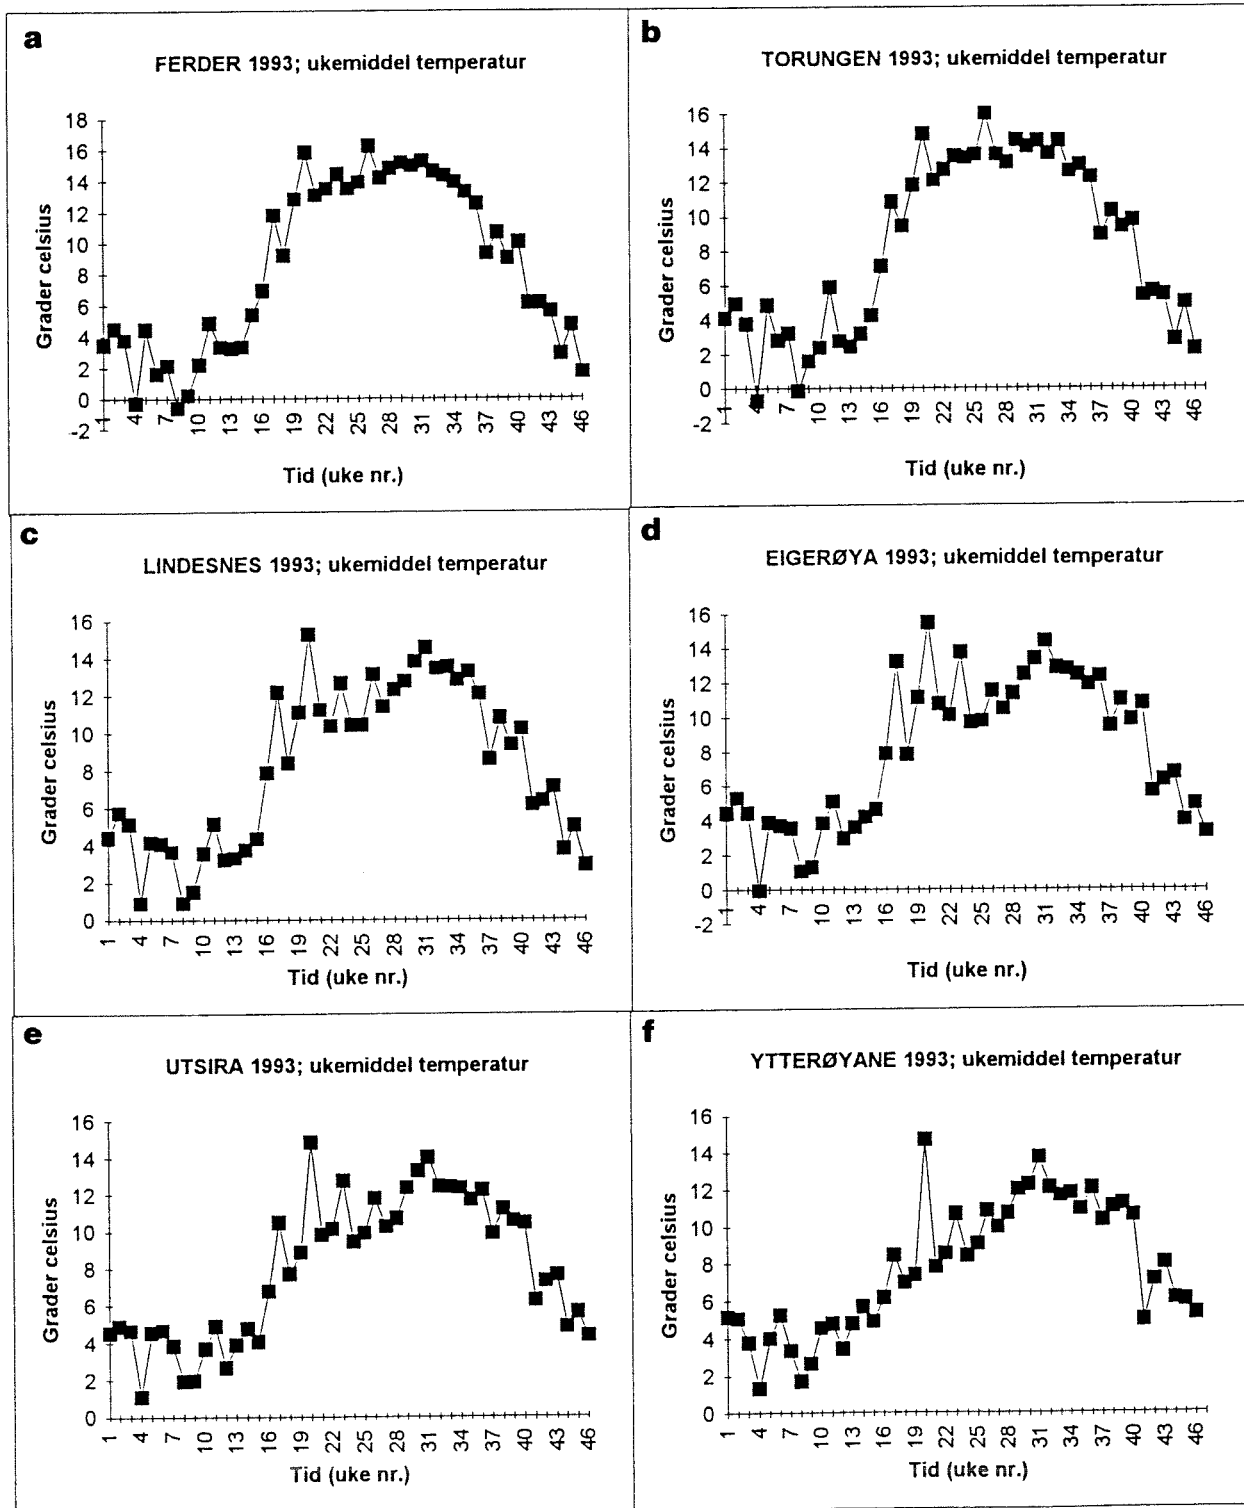 a
FERDER 1993; ukemiddel temperatur
Grader celsius
18
16
14
12
10
8
6
4
2
0
-2
1 4 7 10 13 16 19 22 25 28 31 34 37 40 43 46
Tid (uke nr.)
b
TORUNGEN 1993; ukemiddel temperatur
Grader celsius
16
14
12
10
8
6
4
2
0
-2
1 4 7 10 13 16 19 22 25 28 31 34 37 40 43 46
Tid (uke nr.)
c
LINDESNES 1993; ukemiddel temperatur
Grader celsius
16
14
12
10
8
6
4
2
0
1 4 7 10 13 16 19 22 25 28 31 34 37 40 43 46
Tid (uke nr.)
d
EIGERØYA 1993; ukemiddel temperatur
Grader celsius
16
14
12
10
8
6
4
2
0
-2
1 4 7 10 13 16 19 22 25 28 31 34 37 40 43 46
Tid (uke nr.)
e
UTSIRA 1993; ukemiddel temperatur
Grader celsius
16
14
12
10
8
6
4
2
0
1 4 7 10 13 16 19 22 25 28 31 34 37 40 43 46
Tid (uke nr.)
f
YTTERØYANE 1993; ukemiddel temperatur
Grader celsius
16
14
12
10
8
6
4
2
0
1 4 7 10 13 16 19 22 25 28 31 34 37 40 43 46
Tid (uke nr.)